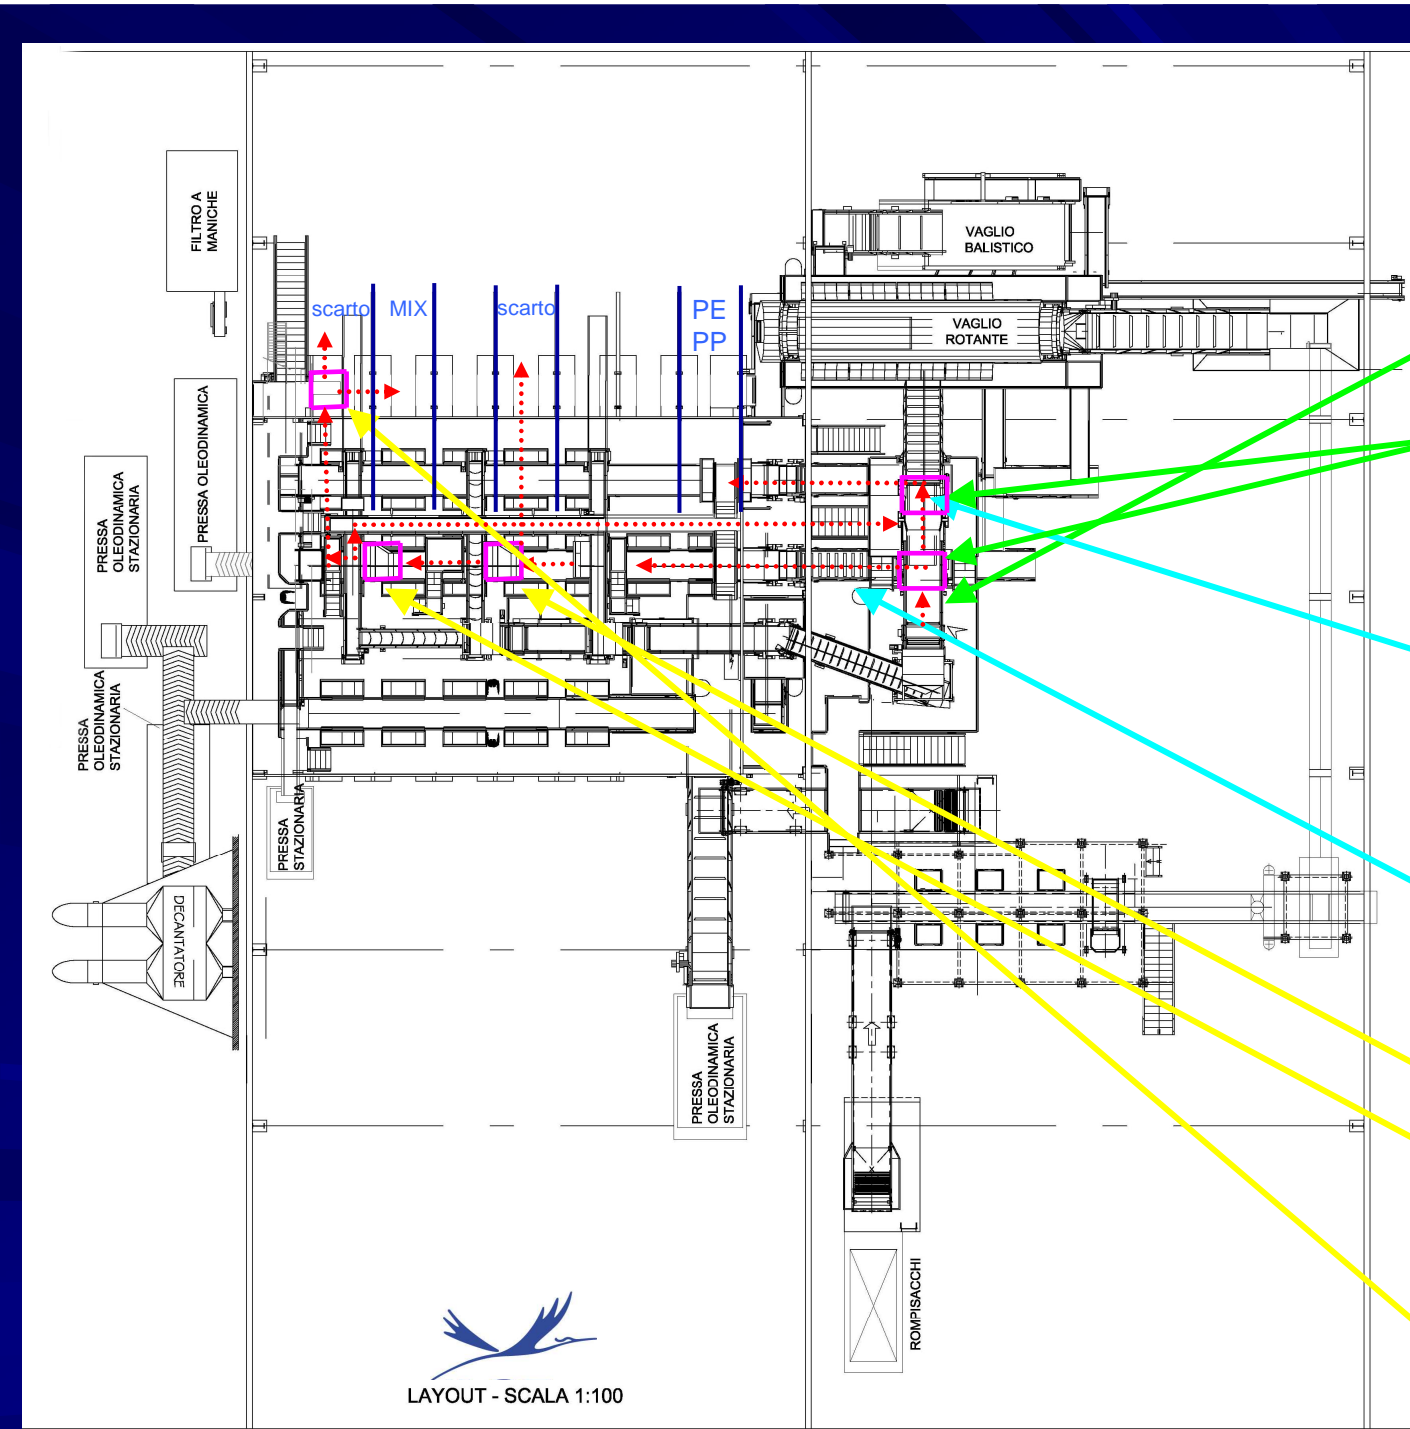 FILTRO A
MANICHE
VAGLIO
BALISTICO
scarto
MIX
scarto
PE
PP
VAGLIO
ROTANTE
PRESSA OLEODINAMICA
PRESSA
OLEODINAMICA
STAZIONARIA
PRESSA
OLEODINAMICA
STAZIONARIA
PRESSA
STAZIONARIA
DECANTATORE
PRESSA
OLEODINAMICA
STAZIONARIA
ROMPISACCHI
LAYOUT - SCALA 1:100